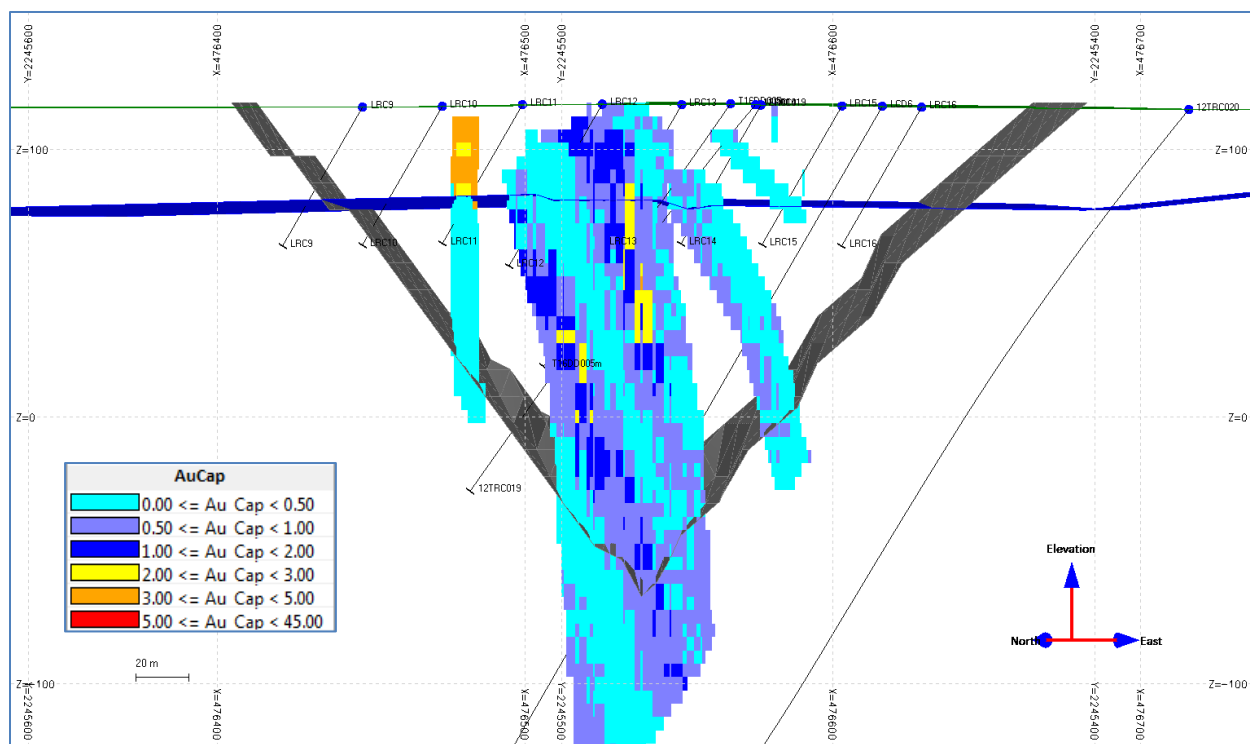 Y=2245600
X=476400
X=476500
Y=2245500
X=476600
Y=2245400
X=476700
LRC9
LRC10
LRC11
LRC12
LRC13
LRC15
LCD6
LRC16
12TRC020
Z=100
Z=100
LRC9
LRC10
LRC11
LRC12
LRC13
LRC14
LRC15
LRC16
Z=0
Z=0
12TRC019
AuCap
0.00 <= Au Cap < 0.50
0.50 <= Au Cap < 1.00
1.00 <= Au Cap < 2.00
2.00 <= Au Cap < 3.00
3.00 <= Au Cap < 5.00
5.00 <= Au Cap < 45.00
Elevation
North
East
20 m
Z=-100
Y=2245600
X=476400
X=476500
Y=2245500
X=476600
Y=2245400
X=476700